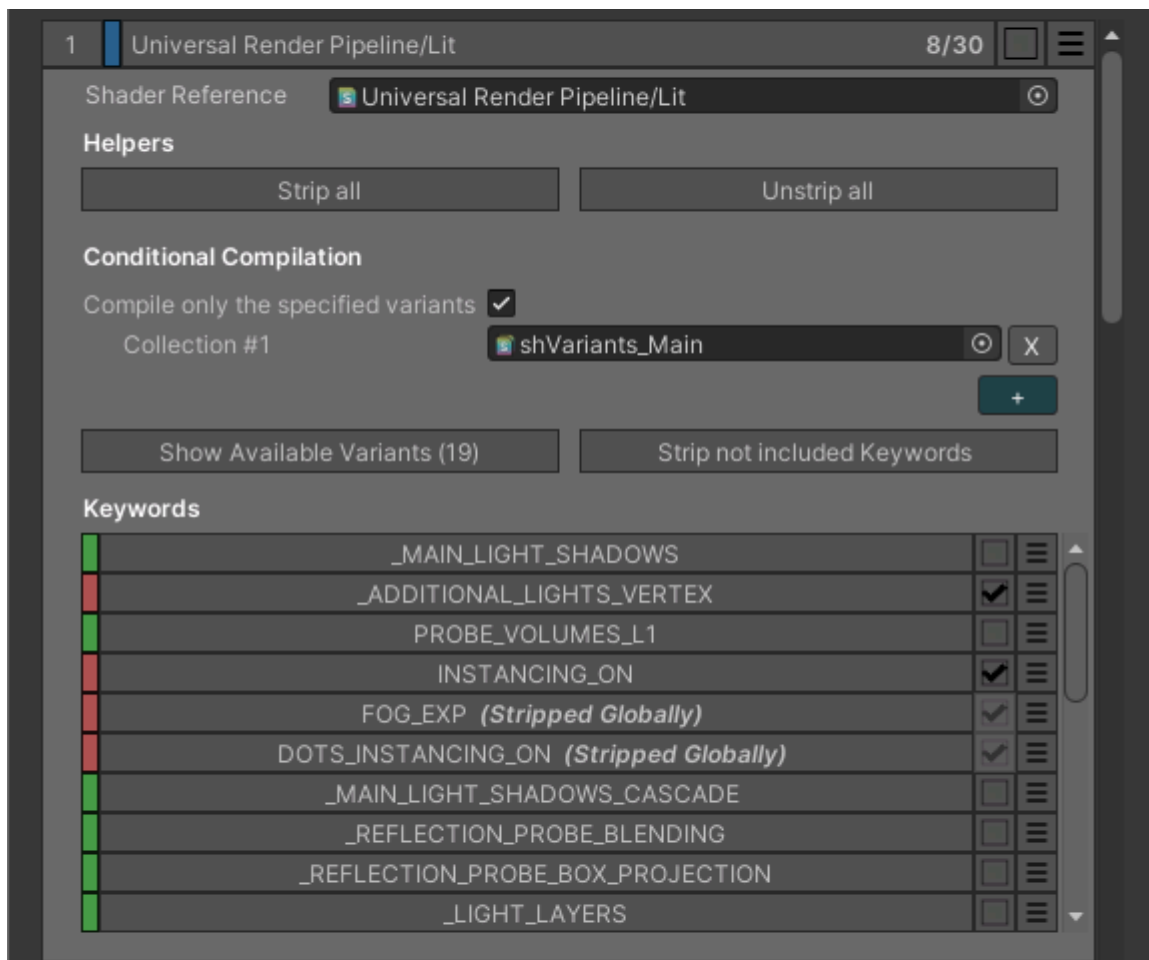 1 Universal Render Pipeline/Lit 8/30
Shader Reference Universal Render Pipeline/Lit
Helpers
Strip all Unstrip all
Conditional Compilation
Compile only the specified variants
Collection #1 shVariants_Main X
+
Show Available Variants (19) Strip not included Keywords
Keywords
_MAIN_LIGHT_SHADOWS
_ADDITIONAL_LIGHTS_VERTEX
PROBE_VOLUMES_L1
INSTANCING_ON
FOG_EXP (Stripped Globally)
DOTS_INSTANCING_ON (Stripped Globally)
_MAIN_LIGHT_SHADOWS_CASCADE
_REFLECTION_PROBE_BLENDING
_REFLECTION_PROBE_BOX_PROJECTION
_LIGHT_LAYERS